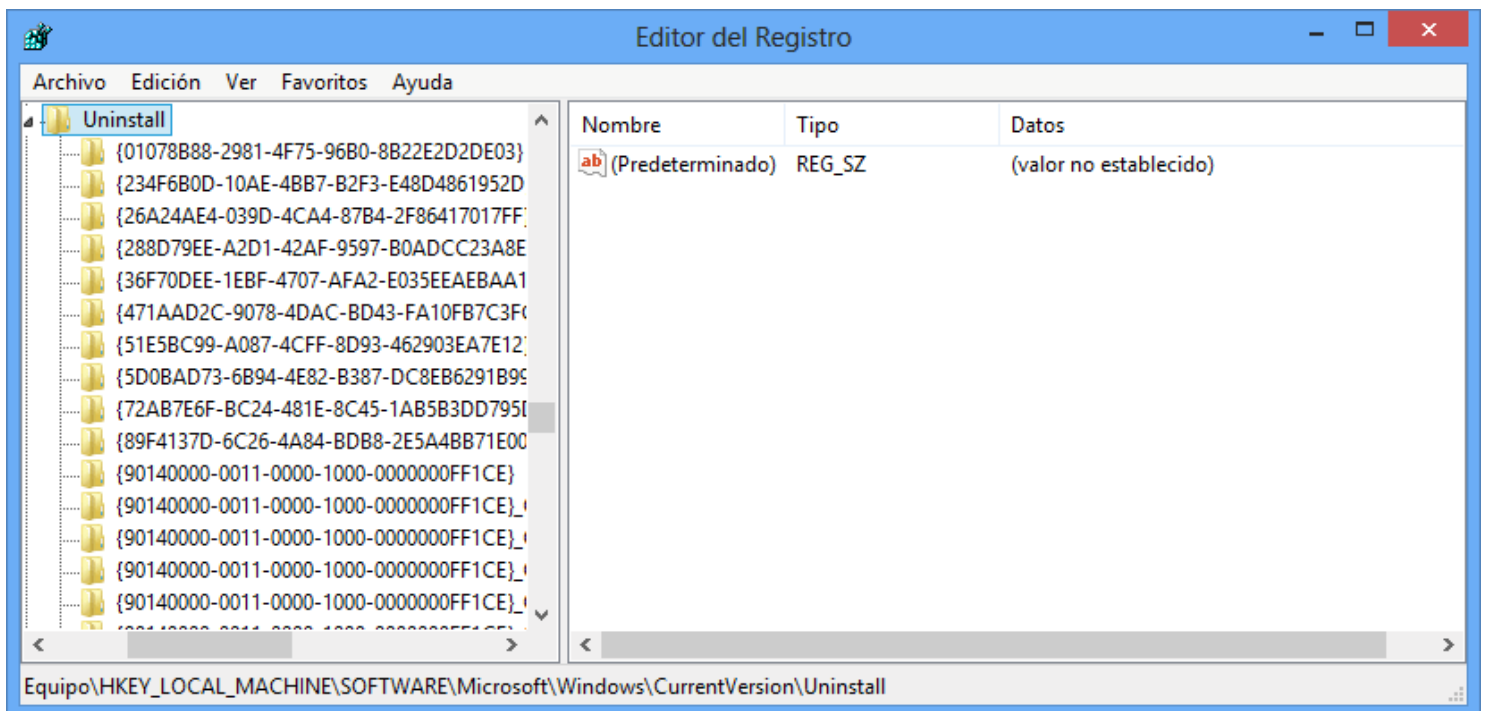 Editor del Registro
Archivo Edición Ver Favoritos Ayuda
Uninstall
{01078B88-2981-4F75-96B0-8B22E2D2DE03}
{234F6B0D-10AE-4BB7-B2F3-E48D4861952D
{26A24AE4-039D-4CA4-87B4-2F86417017FF}
{288D79EE-A2D1-42AF-9597-B0ADCC23A8E
{36F70DEE-1EBF-4707-AFA2-E035EEAEBAA1
{471AAD2C-9078-4DAC-BD43-FA10FB7C3F
{51E5BC99-A087-4CFF-8D93-462903EA7E12}
{5D0BAD73-6B94-4E82-B387-DC8EB6291B99
{72AB7E6F-BC24-481E-8C45-1AB5B3DD795
{89F4137D-6C26-4A84-BDB8-2E5A4BB71E00
{90140000-0011-0000-1000-0000000FF1CE}
{90140000-0011-0000-1000-0000000FF1CE}_
{90140000-0011-0000-1000-0000000FF1CE}_
{90140000-0011-0000-1000-0000000FF1CE}_
{90140000-0011-0000-1000-0000000FF1CE}_
Nombre Tipo Datos
ab (Predeterminado) REG_SZ (valor no establecido)
Equipo\HKEY_LOCAL_MACHINE\SOFTWARE\Microsoft\Windows\CurrentVersion\Uninstall